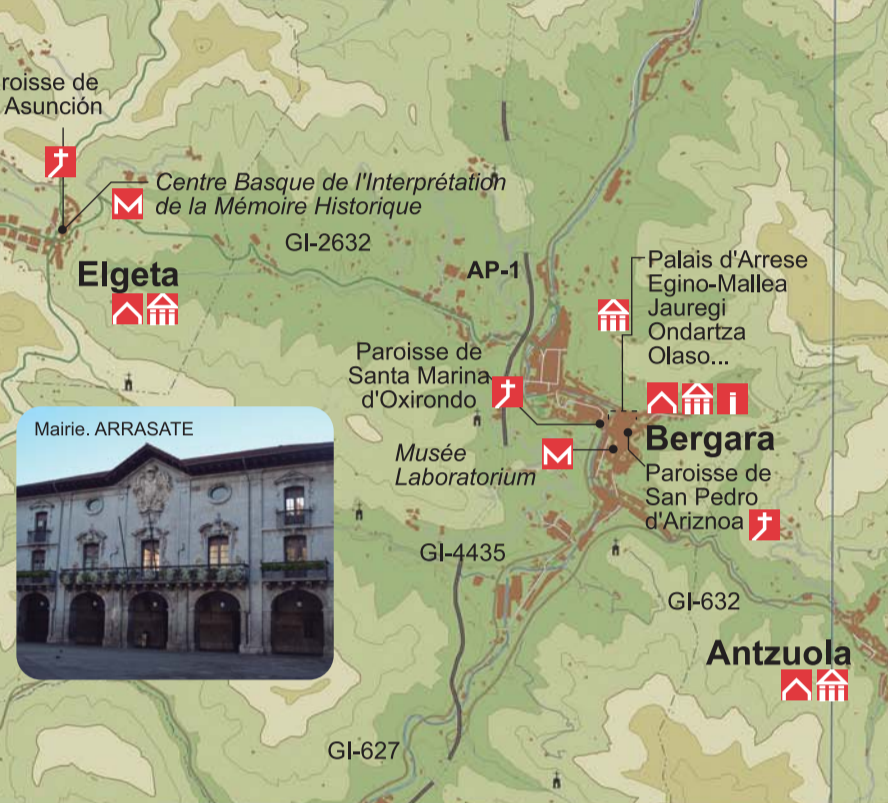 roisse de
Asunción
Centre Basque de l'Interprétation
de la Mémoire Historique
GI-2632
Elgeta
AP-1
Palais d'Arrese
Egino-Mallea
Jauregi
Ondartza
Olaso...
Paroisse de
Santa Marina
d'Oxirondo
Mairie. ARRASATE
Bergara
Musée
Laboratorium
Paroisse de
San Pedro
d'Ariznoa
GI-4435
GI-632
Antzuola
GI-627